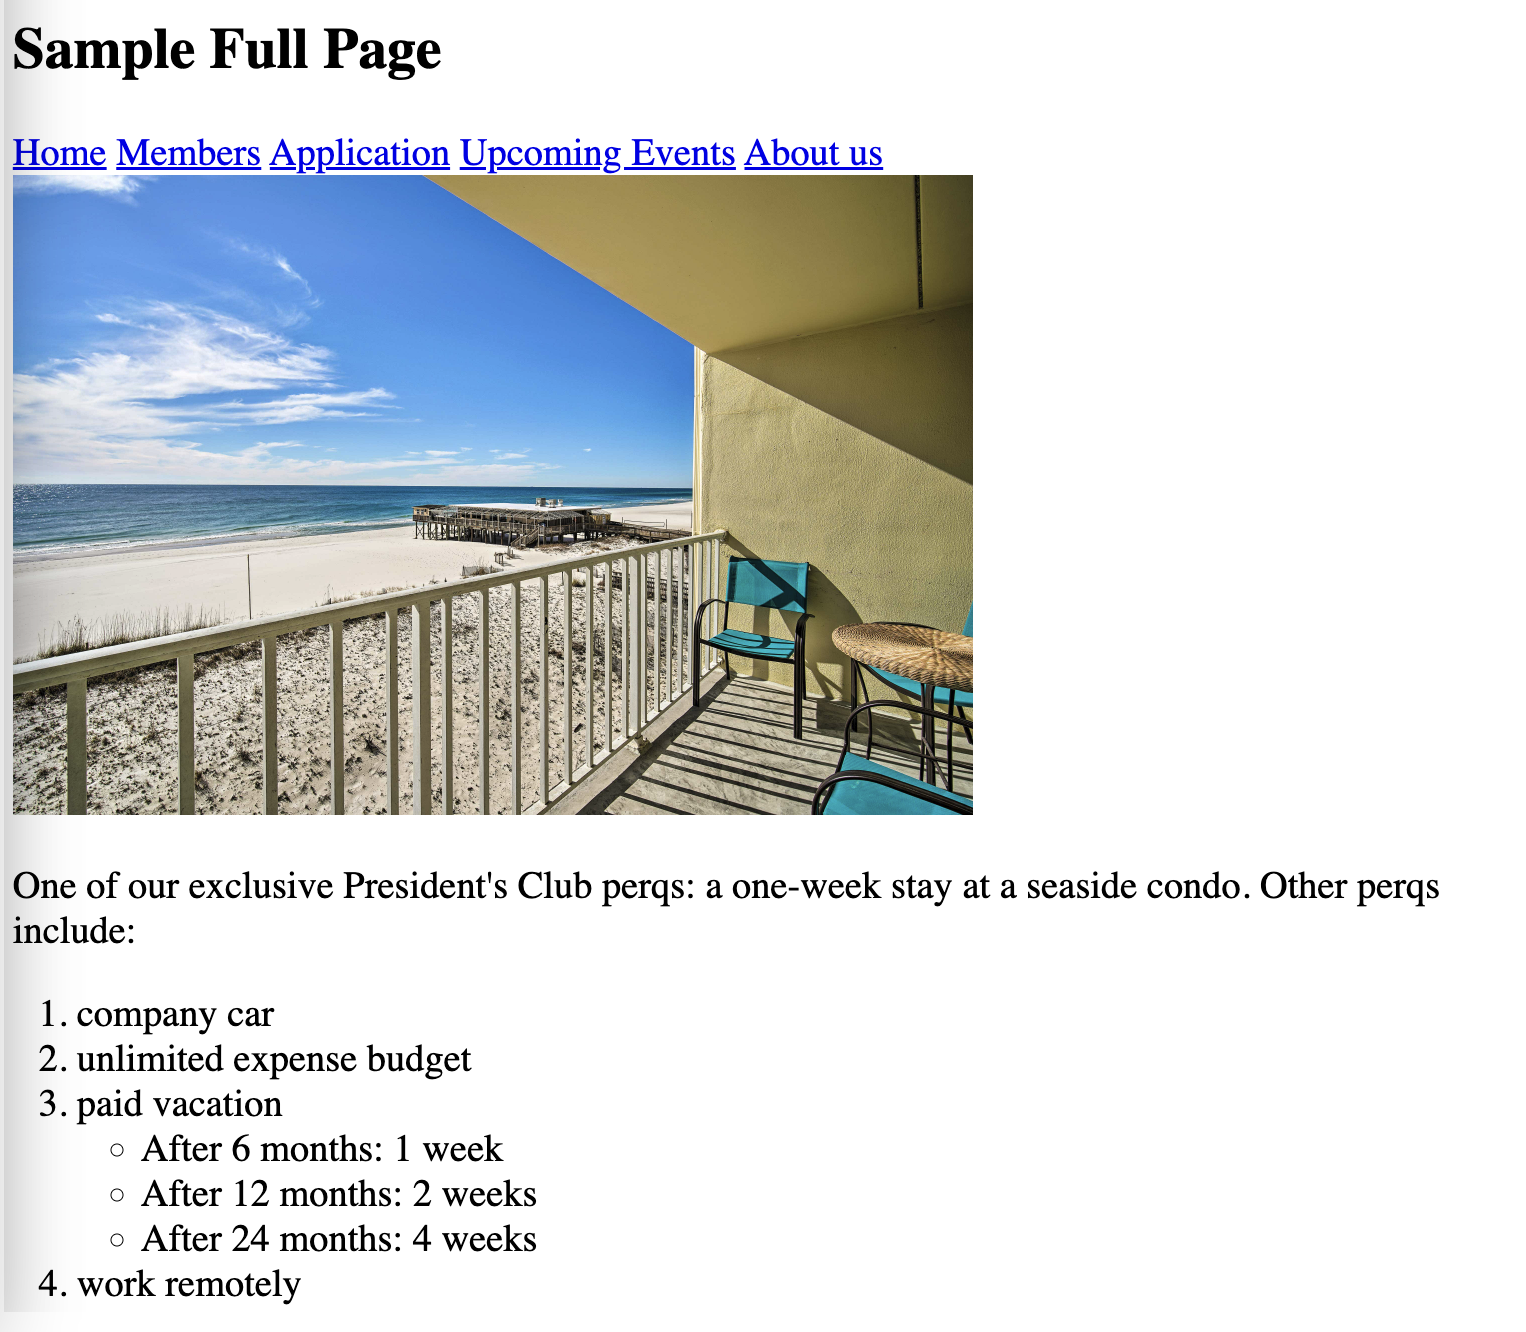 Sample Full Page
Home Members Application Upcoming Events About us
One of our exclusive President's Club perqs: a one-week stay at a seaside condo. Other perqs
include:
1. company car
2. unlimited expense budget
3. paid vacation
○ After 6 months: 1 week
○ After 12 months: 2 weeks
○ After 24 months: 4 weeks
4. work remotely